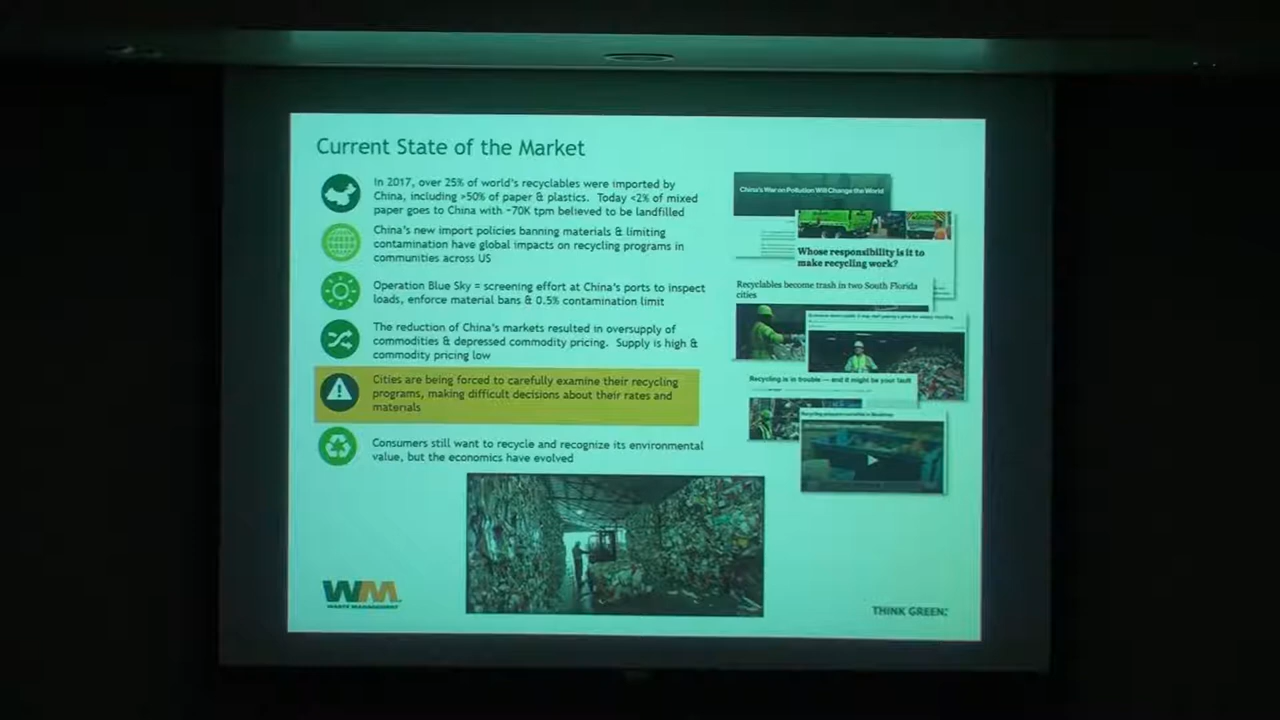 Current State of the Market
In 2017, over 25% of world's recyclables were imported by
China, including >50% of paper & plastics. Today <2% of mixed
paper goes to China with ~70K tpm believed to be landfilled
China's new import policies banning materials & limiting
contamination have global impacts on recycling programs in
communities across US
Operation Blue Sky = screening effort at China's ports to inspect
loads, enforce material bans & 0.5% contamination limit
The reduction of China's markets resulted in oversupply of
commodities & depressed commodity pricing. Supply is high &
commodity pricing low
Cities are being forced to carefully examine their recycling
programs, making difficult decisions about their rates and
materials
Consumers still want to recycle and recognize its environmental
value, but the economics have evolved
China's War on Pollution Will Change the World
Whose responsibility is it to
make recycling work?
Recyclables become trash in two South Florida
cities
Recycling is in trouble — and it might be your fault
WM
WASTE MANAGEMENT
THINK GREEN.